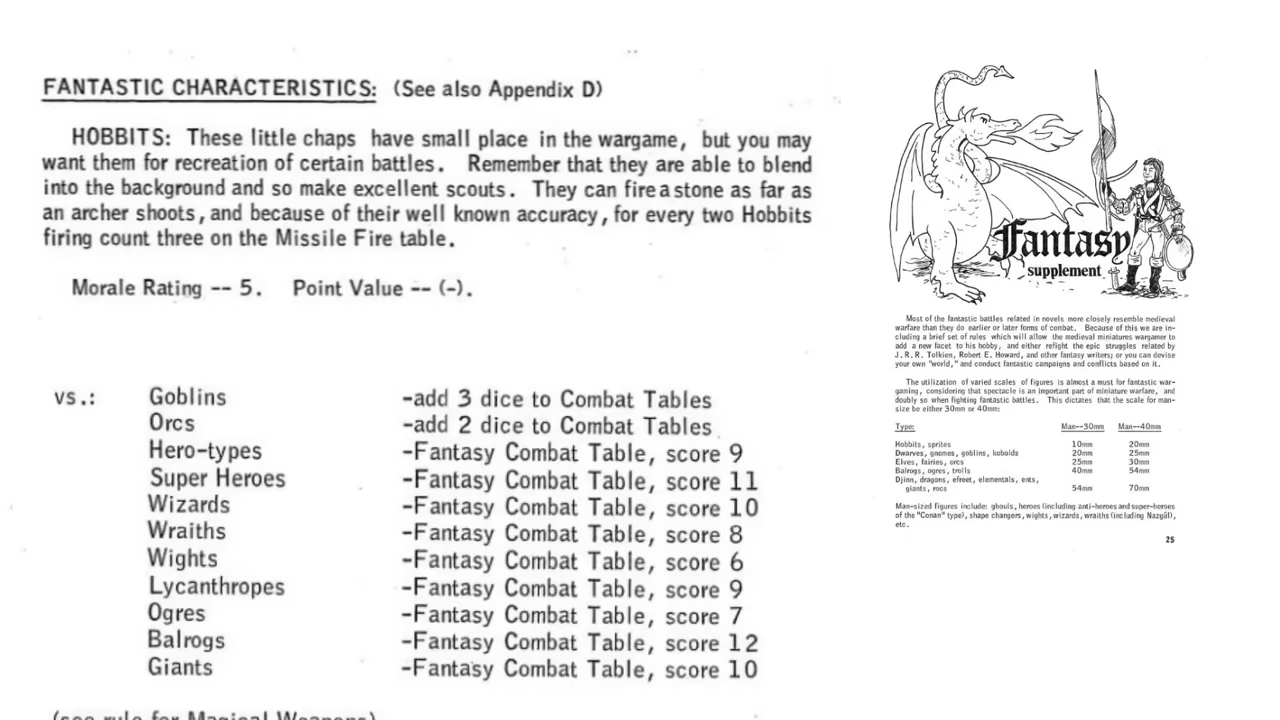 FANTASTIC CHARACTERISTICS: (See also Appendix D)
HOBBITS: These little chaps have small place in the wargame, but you may
want them for recreation of certain battles. Remember that they are able to blend
into the background and so make excellent scouts. They can fire a stone as far as
an archer shoots, and because of their well known accuracy, for every two Hobbits
firing count three on the Missile Fire table.
Morale Rating -- 5. Point Value -- (-).
vs.: Goblins -add 3 dice to Combat Tables
Orcs -add 2 dice to Combat Tables
Hero-types -Fantasy Combat Table, score 9
Super Heroes -Fantasy Combat Table, score 11
Wizards -Fantasy Combat Table, score 10
Wraiths -Fantasy Combat Table, score 8
Wights -Fantasy Combat Table, score 6
Lycanthropes -Fantasy Combat Table, score 9
Ogres -Fantasy Combat Table, score 7
Balrogs -Fantasy Combat Table, score 12
Giants -Fantasy Combat Table, score 10
(see rule for Magical Weapons)
Fantasy
supplement
Most of the fantastic battles related in novels more closely resemble medieval
warfare than they do earlier or later forms of combat. Because of this we are in-
cluding a brief set of rules which will allow the medieval miniatures wargamer to
add a new facet to his hobby, and either refight the epic struggles related by
J.R.R. Tolkien, Robert E. Howard, and other fantasy writers; or you can devise
your own "world," and conduct fantastic campaigns and conflicts based on it.
The utilization of varied scales of figures is almost a must for fantastic war-
gaming, considering that spectacle is an important part of miniature warfare, and
doubly so when fighting fantastic battles. This dictates that the scale for man-
size be either 30mm or 40mm:
Type: Man--30mm Man--40mm
Hobbits, sprites 10mm 20mm
Dwarves, gnomes, goblins, kobolds 20mm 25mm
Elves, fairies, orcs 25mm 30mm
Balrogs, ogres, trolls 40mm 54mm
Djinn, dragons, efreet, elementals, ents,
giants, rocs 54mm 70mm
Man-sized figures include: ghouls, heroes (including anti-heroes and super-heroes
of the "Conan" type), shape changers, wights, wizards, wraiths (including Nazgûl),
etc.
25